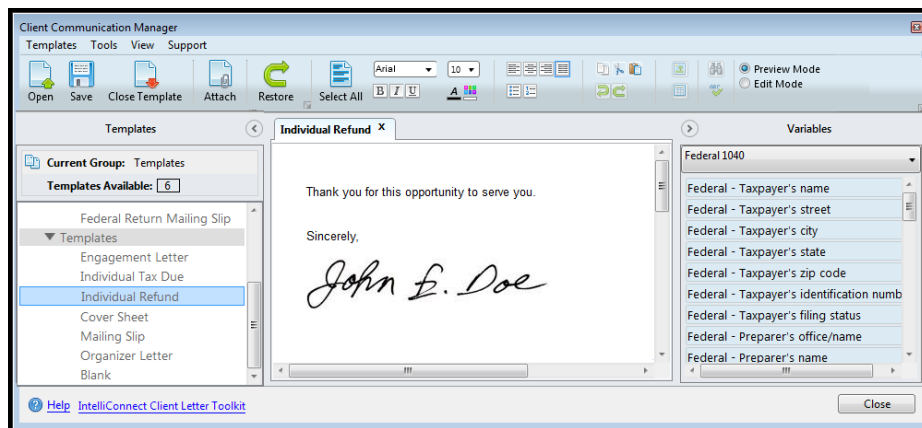 Client Communication Manager
Templates Tools View Support
Open Save Close Template Attach Restore Select All
Arial 10
B I U A
Preview Mode
Edit Mode
Templates
Current Group: Templates
Templates Available: 6
Federal Return Mailing Slip
Templates
Engagement Letter
Individual Tax Due
Individual Refund
Cover Sheet
Mailing Slip
Organizer Letter
Blank
Individual Refund X
Thank you for this opportunity to serve you.
Sincerely,
John E. Doe
Variables
Federal 1040
Federal - Taxpayer's name
Federal - Taxpayer's street
Federal - Taxpayer's city
Federal - Taxpayer's state
Federal - Taxpayer's zip code
Federal - Taxpayer's identification numb
Federal - Taxpayer's filing status
Federal - Preparer's office/name
Federal - Preparer's name
Help IntelliConnect Client Letter Toolkit
Close